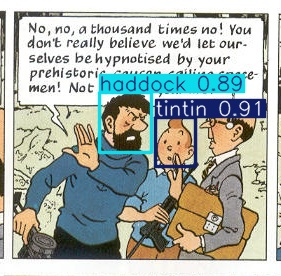 No, no, a thousand times no! You
don't really believe we'd let our-
selves be hypnotised by your
prehistoric
men! Not
haddock 0.89
tintin 0.91